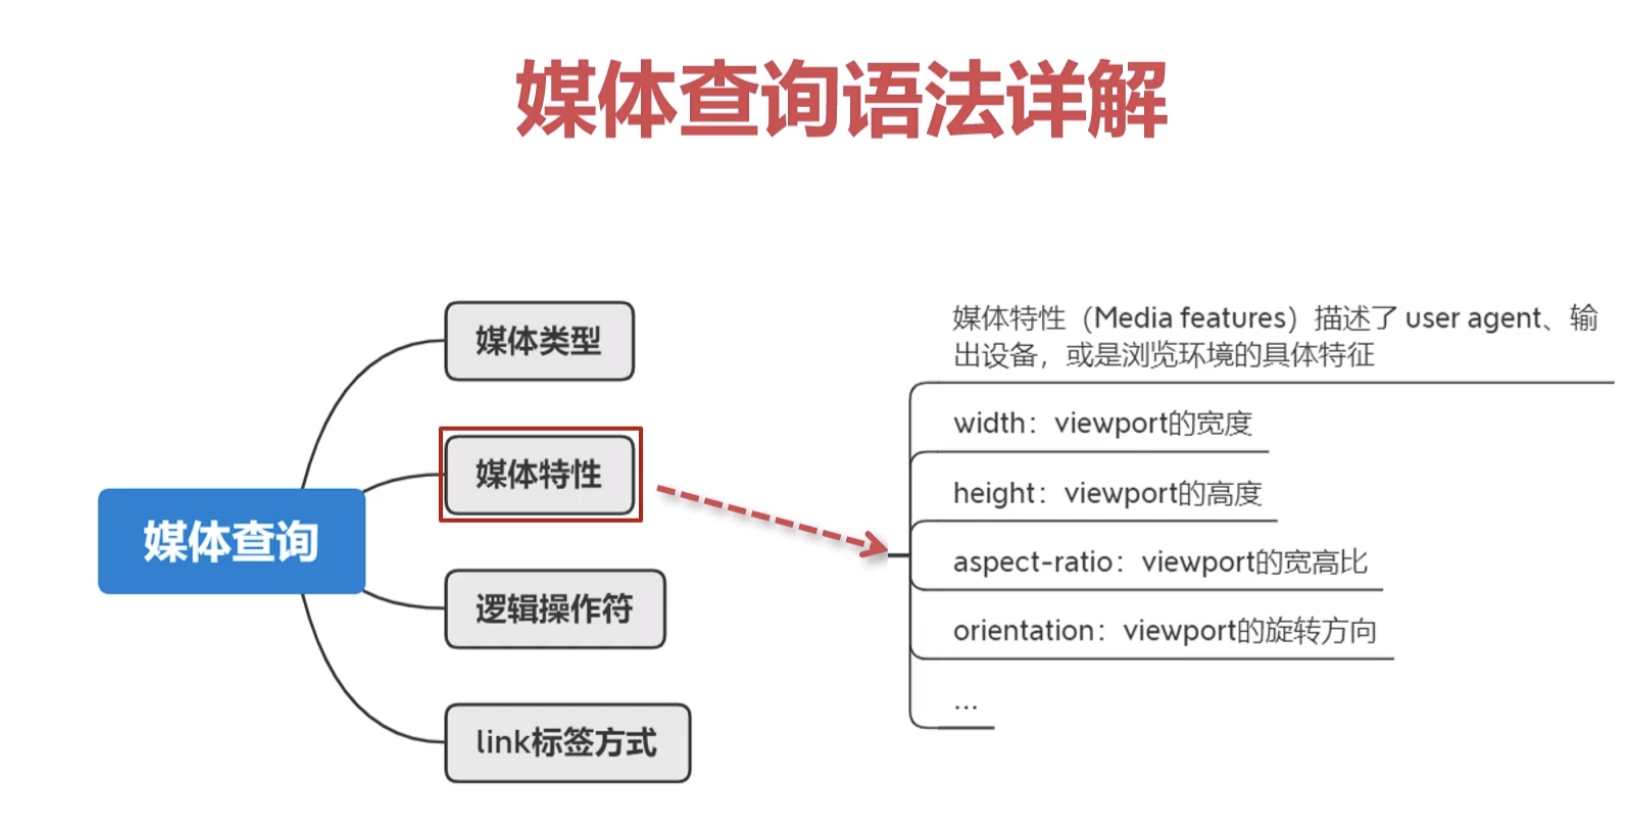 媒体查询语法详解
媒体查询
媒体类型
媒体特性
逻辑操作符
link标签方式
媒体特性（Media features）描述了 user agent、输
出设备，或是浏览环境的具体特征
width：viewport的宽度
height：viewport的高度
aspect-ratio：viewport的宽高比
orientation：viewport的旋转方向
...